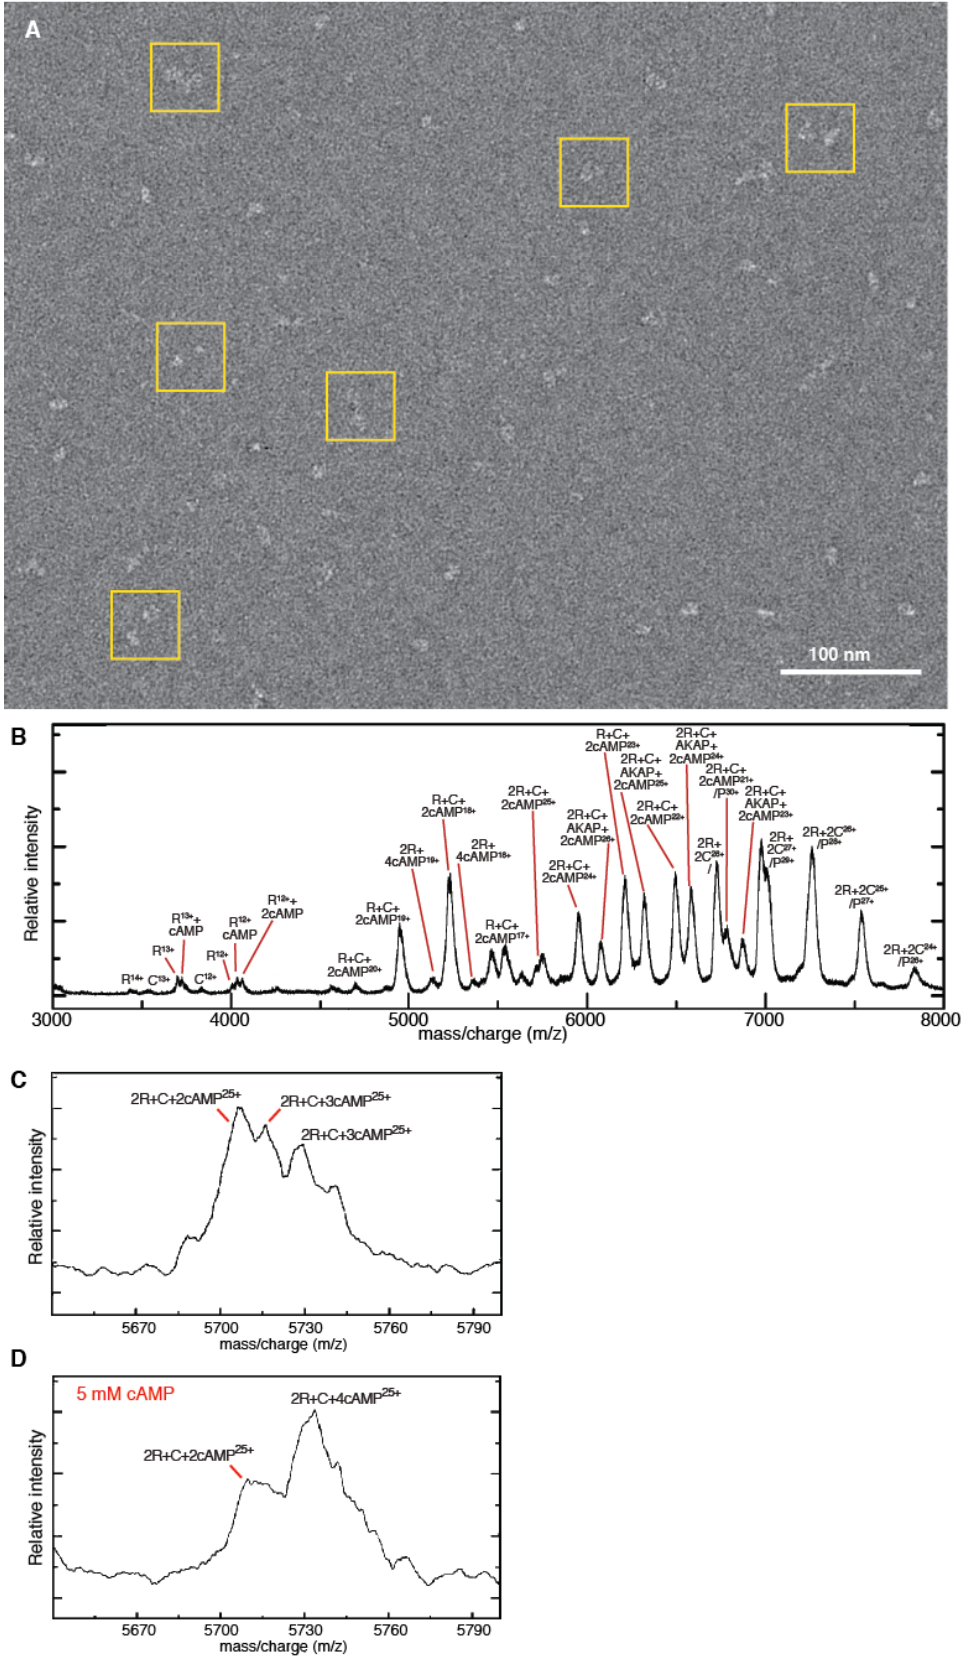 A
100 nm
B
Relative intensity
R14+
C13+
R13+
R13++
cAMP
C12+
R12+
R12+
cAMP
R12++
2cAMP
R+C+
2cAMP20+
R+C+
2cAMP19+
2R+
4cAMP19+
R+C+
2cAMP18+
2R+
4cAMP18+
R+C+
2cAMP17+
2R+C+
2cAMP25+
2R+C+
2cAMP24+
2R+C+
AKAP+
2cAMP26+
R+C+
2cAMP23+
2R+C+
AKAP+
2cAMP25+
2R+C+
2cAMP22+
2R+C+
AKAP+
2cAMP24+
2R+
2C28+
/
2R+C+
2cAMP21+
/P30+
2R+C+
AKAP+
2cAMP23+
2R+
2C27+
/P29+
2R+2C26+
/P28+
2R+2C25+
/P27+
2R+2C24+
/P26+
3000 4000 5000 6000 7000 8000
mass/charge (m/z)
C
Relative intensity
2R+C+2cAMP25+
2R+C+3cAMP25+
2R+C+3cAMP25+
5670 5700 5730 5760 5790
mass/charge (m/z)
D
Relative intensity
5 mM cAMP
2R+C+4cAMP25+
2R+C+2cAMP25+
5670 5700 5730 5760 5790
mass/charge (m/z)